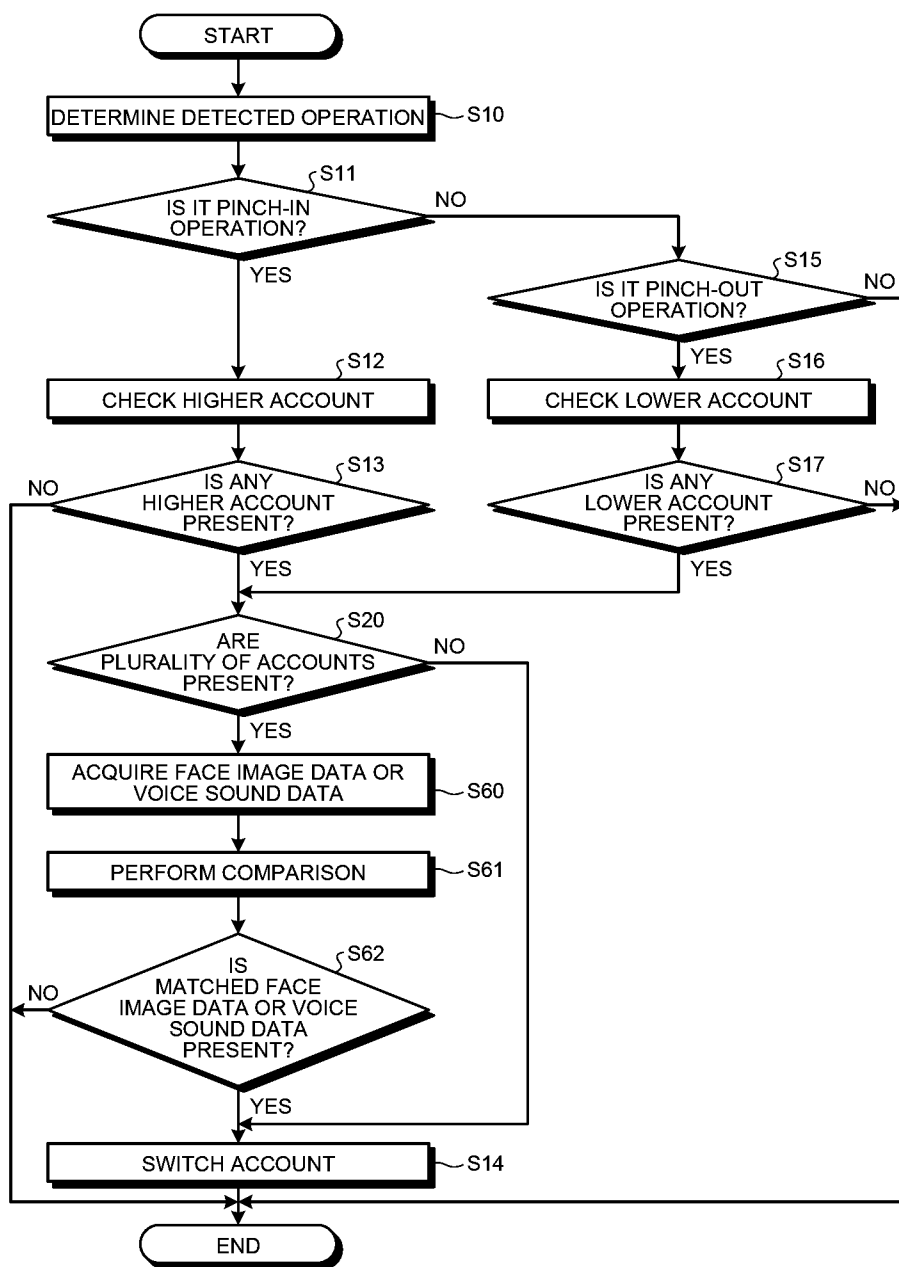 START
DETERMINE DETECTED OPERATION
S10
S11
IS IT PINCH-IN
OPERATION?
NO
YES
S15
IS IT PINCH-OUT
OPERATION?
NO
YES
S12
CHECK HIGHER ACCOUNT
S16
CHECK LOWER ACCOUNT
S13
IS ANY
HIGHER ACCOUNT
PRESENT?
NO
YES
S17
IS ANY
LOWER ACCOUNT
PRESENT?
NO
YES
S20
ARE
PLURALITY OF ACCOUNTS
PRESENT?
NO
YES
ACQUIRE FACE IMAGE DATA OR
VOICE SOUND DATA
S60
PERFORM COMPARISON
S61
S62
IS
MATCHED FACE
IMAGE DATA OR VOICE
SOUND DATA
PRESENT?
NO
YES
SWITCH ACCOUNT
S14
END